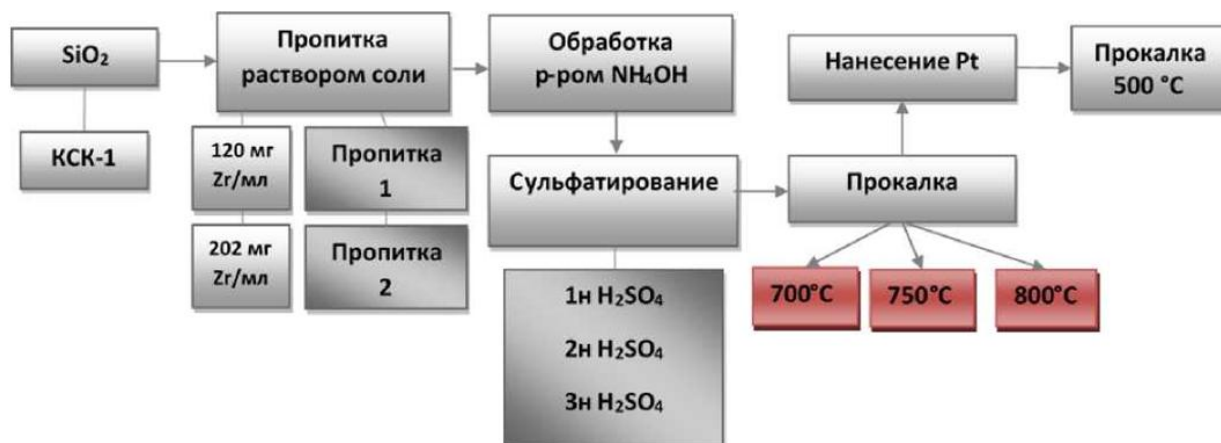 SiO₂
КСК-1
Пропитка
раствором соли
120 мг
Zr/мл
202 мг
Zr/мл
Пропитка
1
Пропитка
2
Обработка
р-ром NH₄OH
Сульфатирование
1н H₂SO₄
2н H₂SO₄
3н H₂SO₄
Прокалка
700°C
750°C
800°C
Нанесение Pt
Прокалка
500 °C